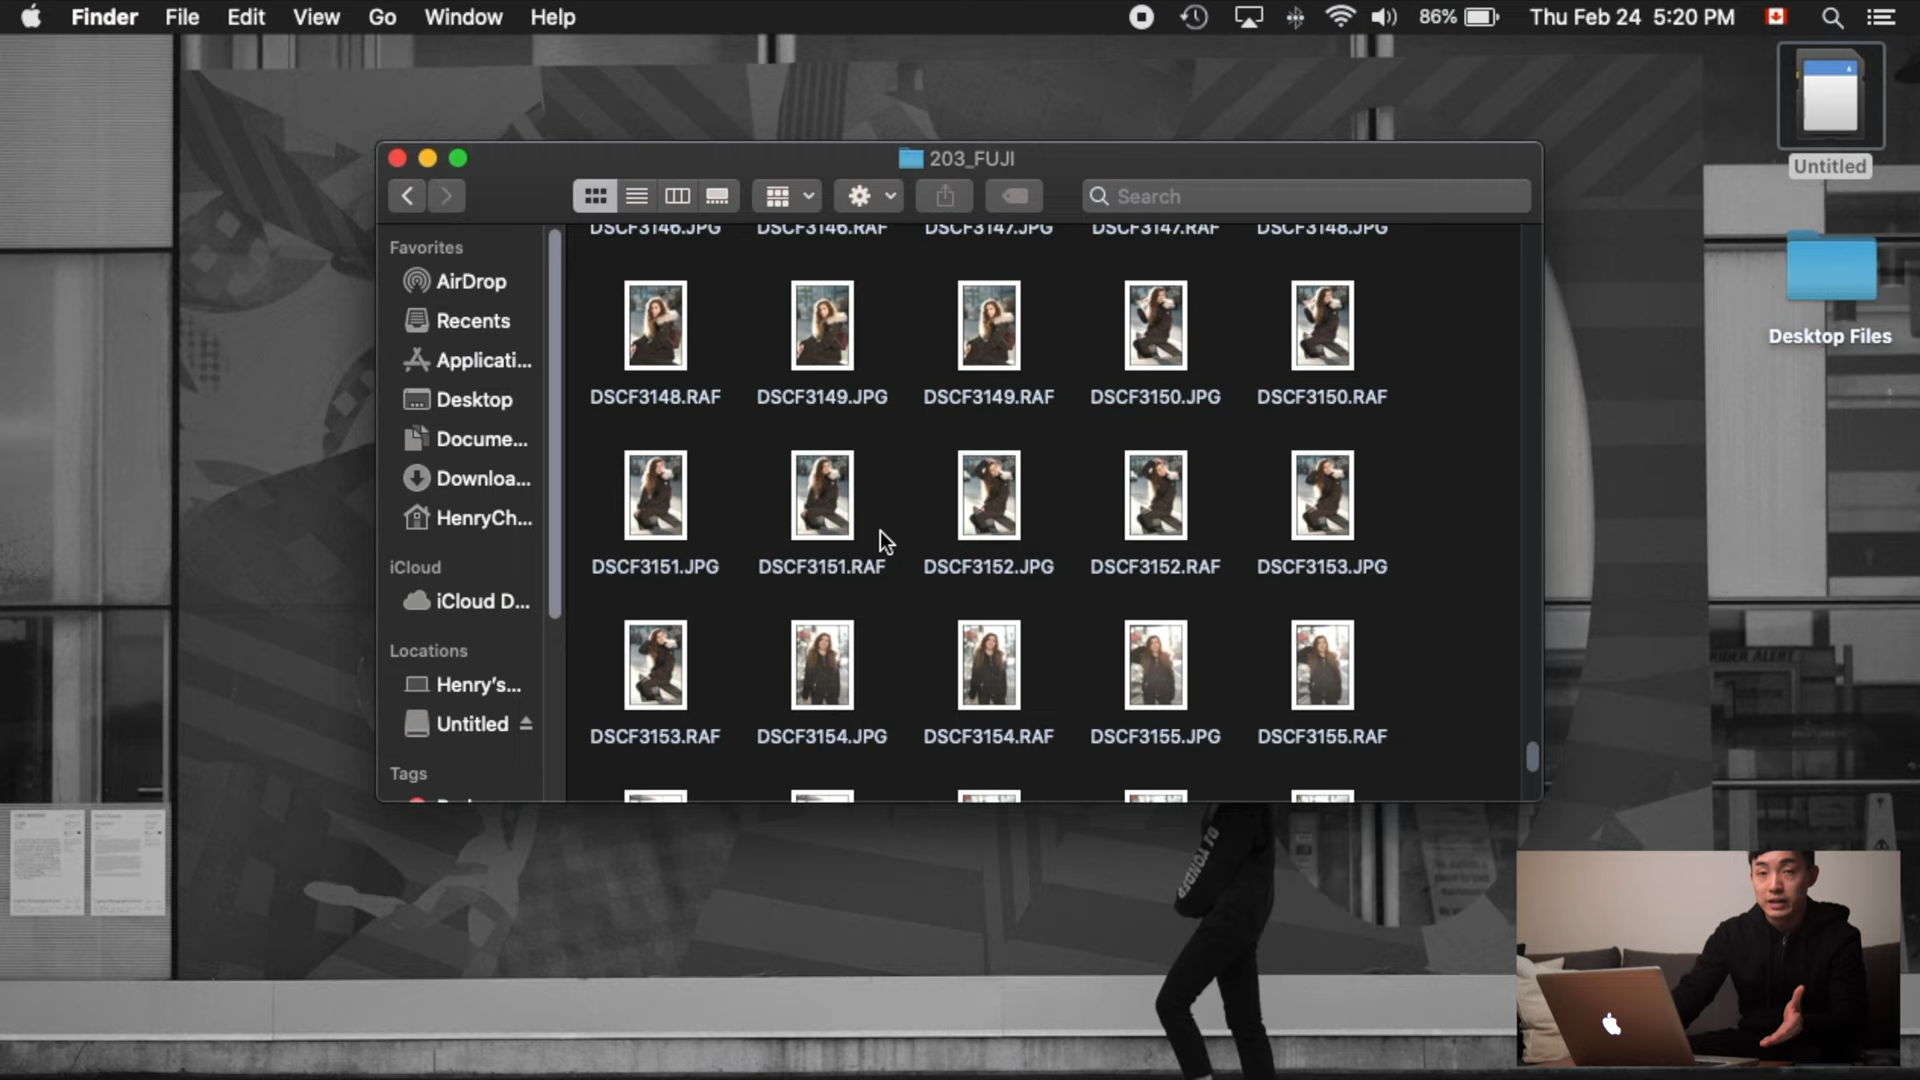 Finder File Edit View Go Window Help
86% Thu Feb 24 5:20 PM
Untitled
Desktop Files
203_FUJI
Search
Favorites
AirDrop
Recents
Applicati...
Desktop
Docume...
Downloa...
HenryCh...
iCloud
iCloud D...
Locations
Henry's...
Untitled
Tags
DSCF3146.JPG DSCF3146.RAF DSCF3147.JPG DSCF3147.RAF DSCF3148.JPG
DSCF3148.RAF DSCF3149.JPG DSCF3149.RAF DSCF3150.JPG DSCF3150.RAF
DSCF3151.JPG DSCF3151.RAF DSCF3152.JPG DSCF3152.RAF DSCF3153.JPG
DSCF3153.RAF DSCF3154.JPG DSCF3154.RAF DSCF3155.JPG DSCF3155.RAF
RIDER ALERT